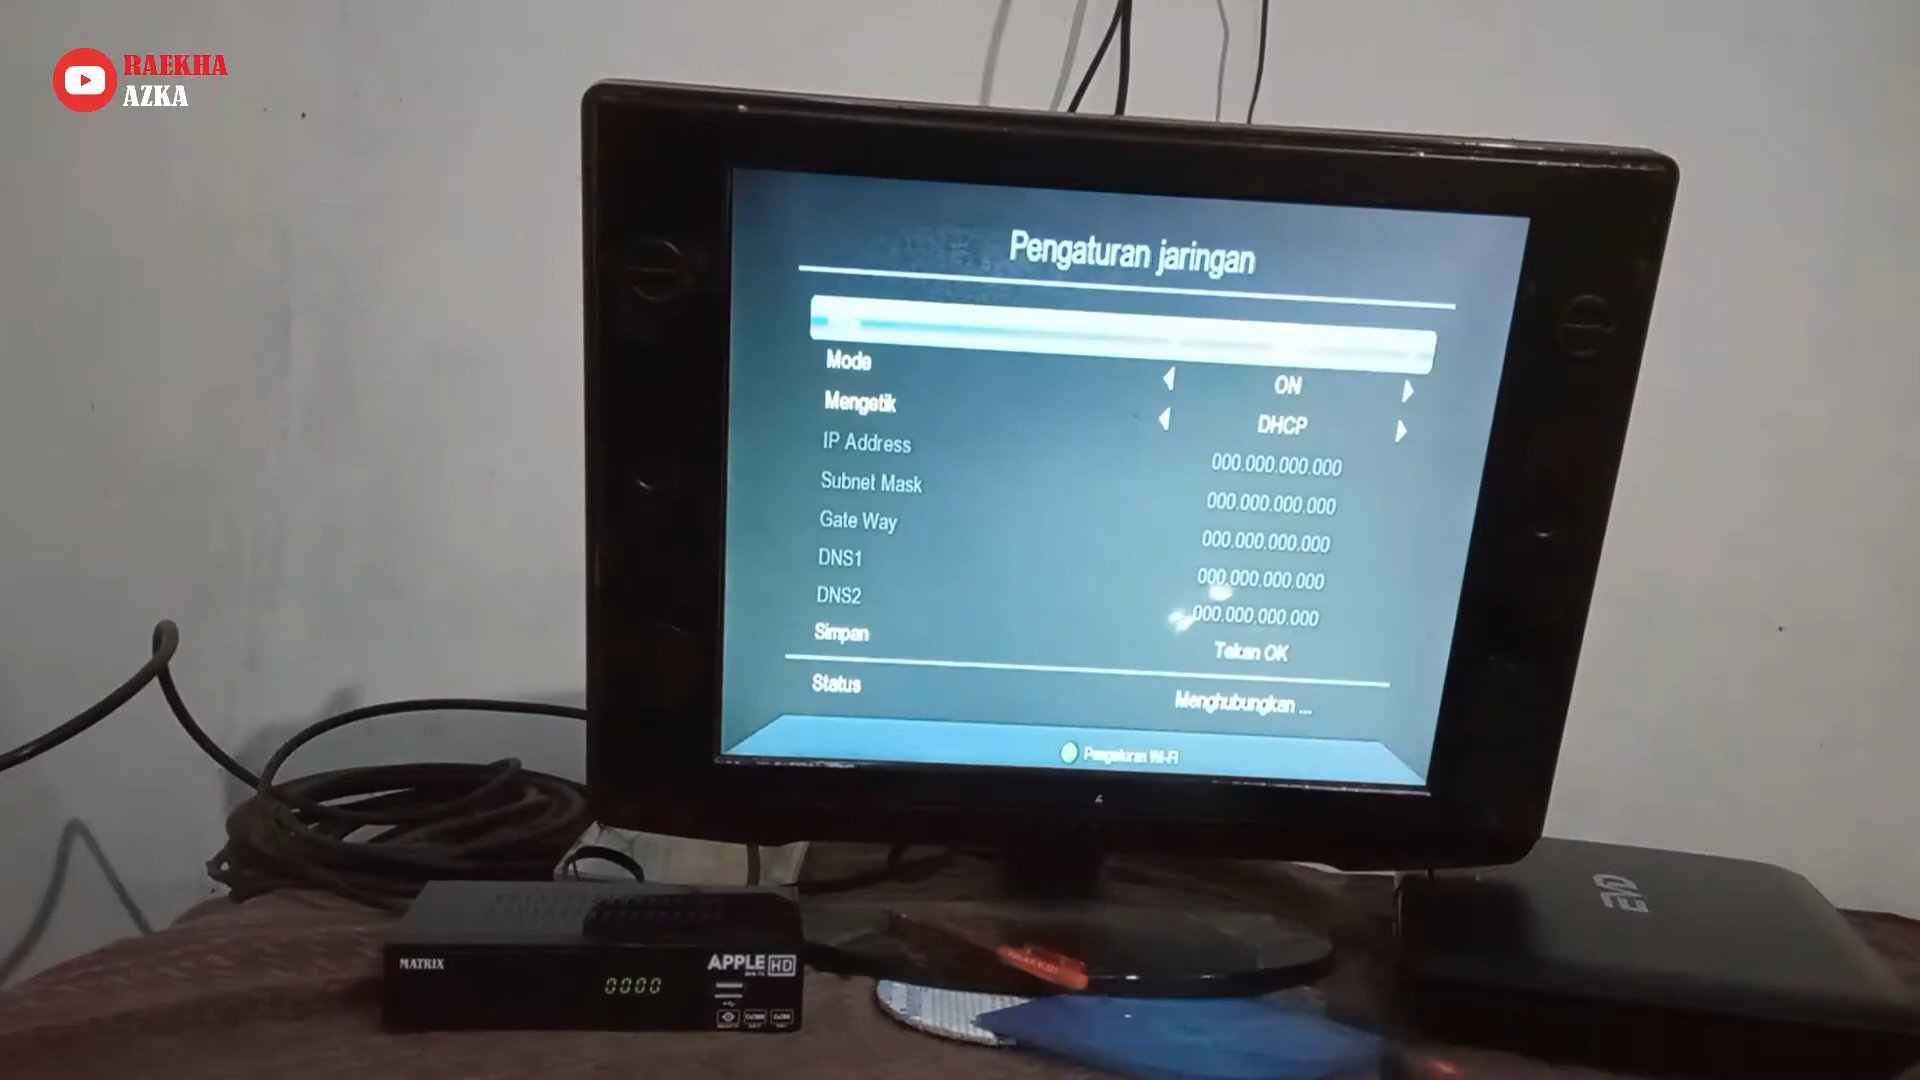 RAEKHA
AZKA
Pengaturan jaringan
Mode ON
Mengetik DHCP
IP Address 000.000.000.000
Subnet Mask 000.000.000.000
Gate Way 000.000.000.000
DNS1 000.000.000.000
DNS2 000.000.000.000
Simpan Tekan OK
Status Menghubungkan ...
Pengaturan Wi-Fi
EVO
MATRIX
APPLE HD
0000